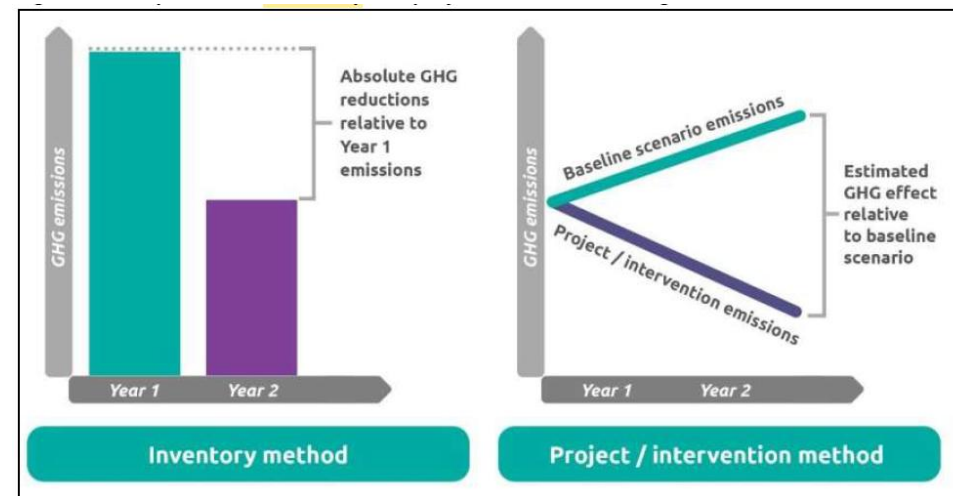 GHG emissions
Absolute GHG
reductions
relative to
Year 1
emissions
Year 1
Year 2
Inventory method
GHG emissions
Baseline scenario emissions
Project / intervention emissions
Estimated
GHG effect
relative
to baseline
scenario
Year 1
Year 2
Project / intervention method